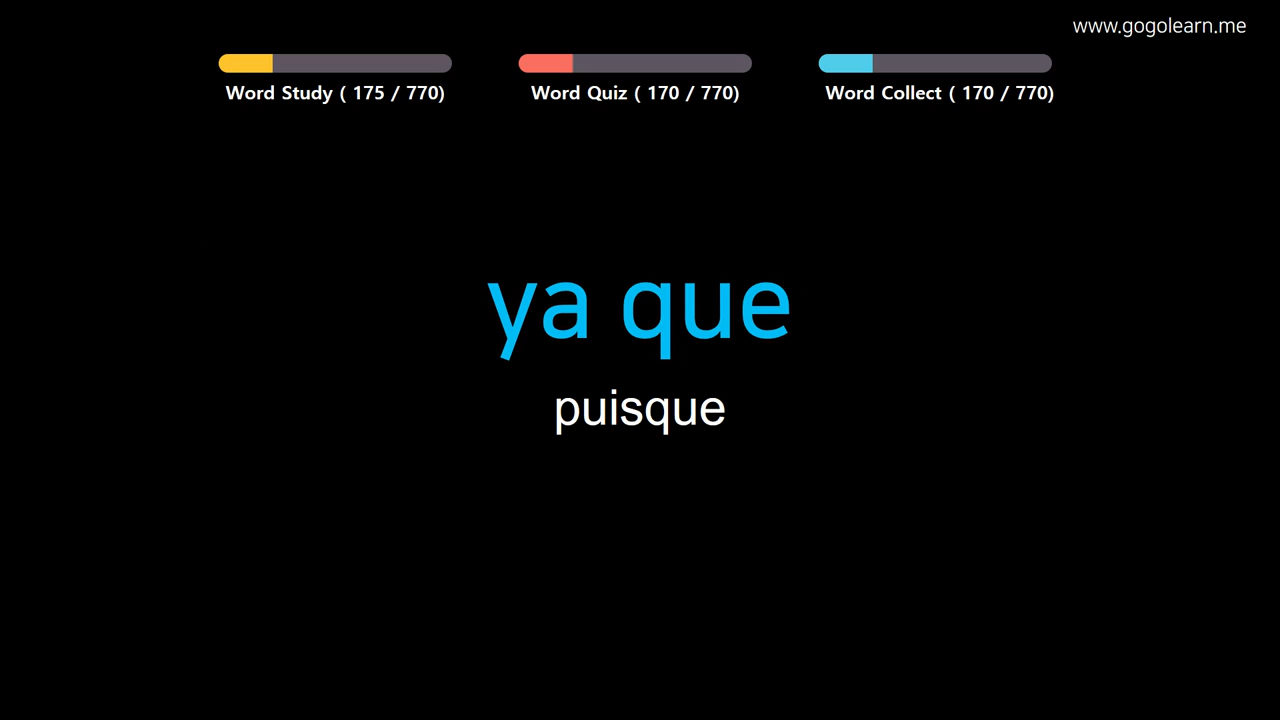 www.gogolearn.me
Word Study ( 175 / 770)
Word Quiz ( 170 / 770)
Word Collect ( 170 / 770)
ya que
puisque